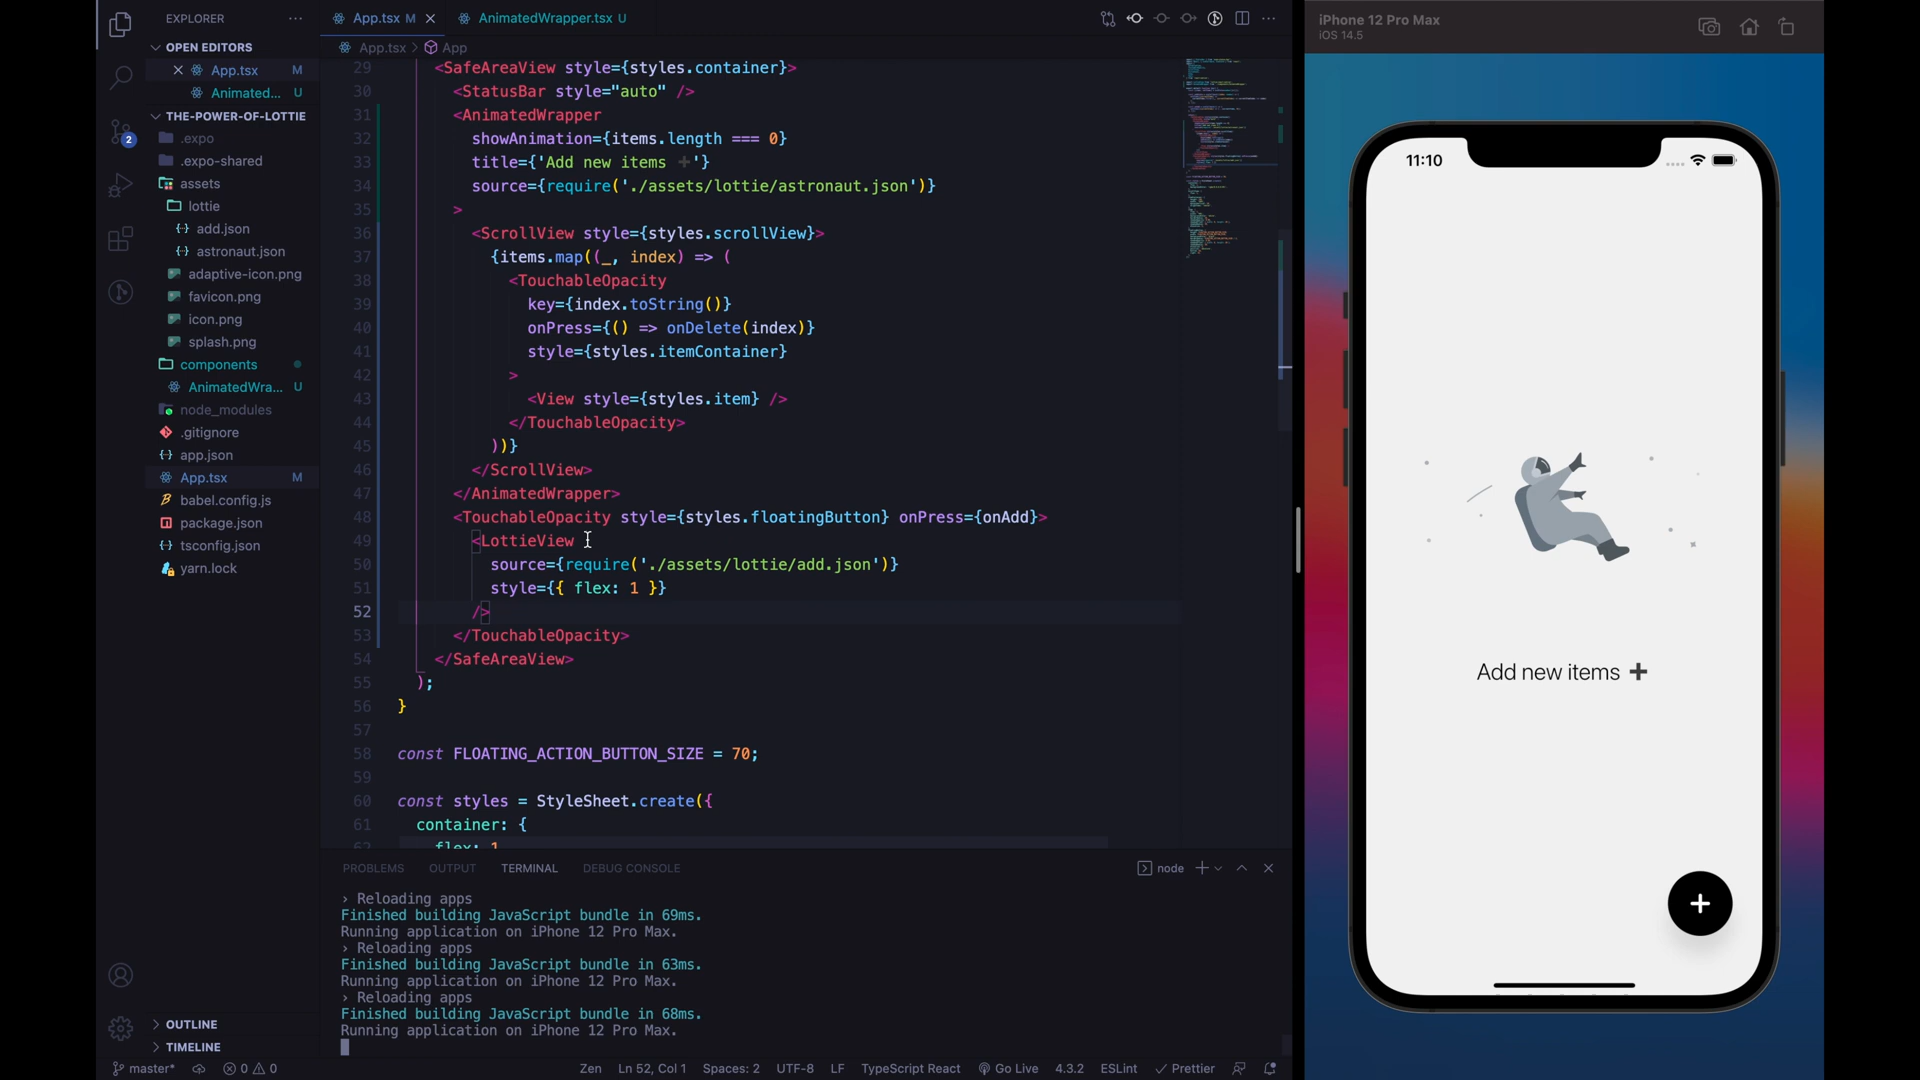 EXPLORER
OPEN EDITORS
App.tsx M
Animated... U
THE-POWER-OF-LOTTIE
.expo
.expo-shared
assets
lottie
add.json
astronaut.json
adaptive-icon.png
favicon.png
icon.png
splash.png
components
AnimatedWra... U
node_modules
.gitignore
app.json
App.tsx M
babel.config.js
package.json
tsconfig.json
yarn.lock
OUTLINE
TIMELINE
2
App.tsx M
AnimatedWrapper.tsx U
App.tsx > App
29 <SafeAreaView style={styles.container}>
30 <StatusBar style="auto" />
31 <AnimatedWrapper
32 showAnimation={items.length === 0}
33 title={'Add new items ➕'}
34 source={require('./assets/lottie/astronaut.json')}
35 >
36 <ScrollView style={styles.scrollView}>
37 {items.map((_, index) => (
38 <TouchableOpacity
39 key={index.toString()}
40 onPress={() => onDelete(index)}
41 style={styles.itemContainer}
42 >
43 <View style={styles.item} />
44 </TouchableOpacity>
45 ))}
46 </ScrollView>
47 </AnimatedWrapper>
48 <TouchableOpacity style={styles.floatingButton} onPress={onAdd}>
49 <LottieView
50 source={require('./assets/lottie/add.json')}
51 style={{ flex: 1 }}
52 />
53 </TouchableOpacity>
54 </SafeAreaView>
55 );
56 }
57
58 const FLOATING_ACTION_BUTTON_SIZE = 70;
59
60 const styles = StyleSheet.create({
61 container: {
62 flex: 1
PROBLEMS OUTPUT TERMINAL DEBUG CONSOLE
node
› Reloading apps
Finished building JavaScript bundle in 69ms.
Running application on iPhone 12 Pro Max.
› Reloading apps
Finished building JavaScript bundle in 63ms.
Running application on iPhone 12 Pro Max.
› Reloading apps
Finished building JavaScript bundle in 68ms.
Running application on iPhone 12 Pro Max.
master* 0 0
Zen Ln 52, Col 1 Spaces: 2 UTF-8 LF TypeScript React Go Live 4.3.2 ESLint Prettier
iPhone 12 Pro Max
iOS 14.5
11:10
Add new items ➕
+